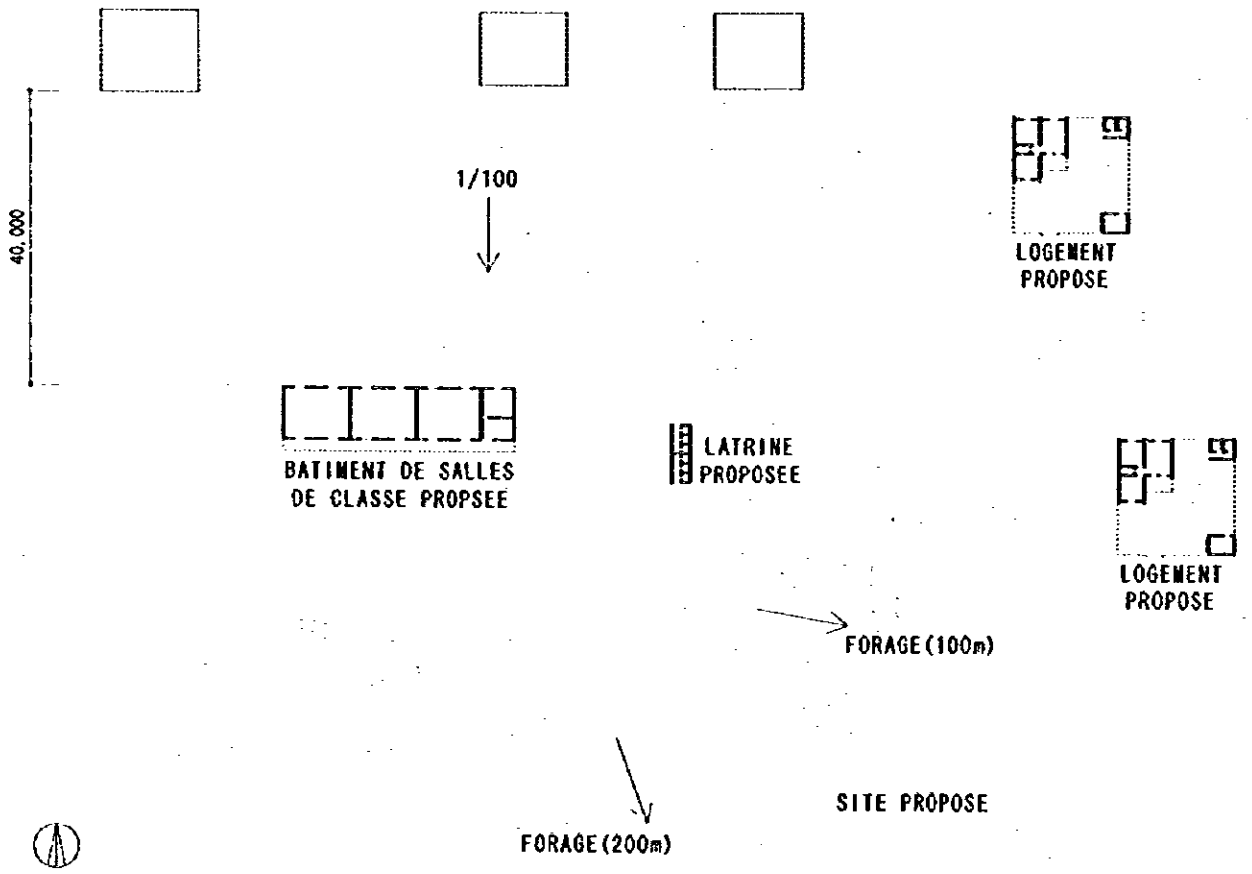 1/100
40,000
LOGEMENT
PROPOSE
BATIMENT DE SALLES
DE CLASSE PROPSEE
LATRINE
PROPOSEE
LOGEMENT
PROPOSE
FORAGE(100m)
SITE PROPOSE
FORAGE(200m)